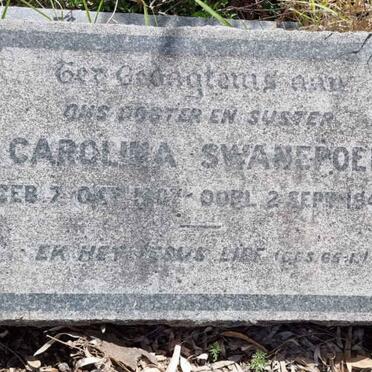 Ter Gedagtenis aan
ONS DOGTER EN SUSTER
CAROLINA SWANEPOEL
GEB. 7 OKT. OORL. 2 SEPT.
EK HET JESUS LIEF